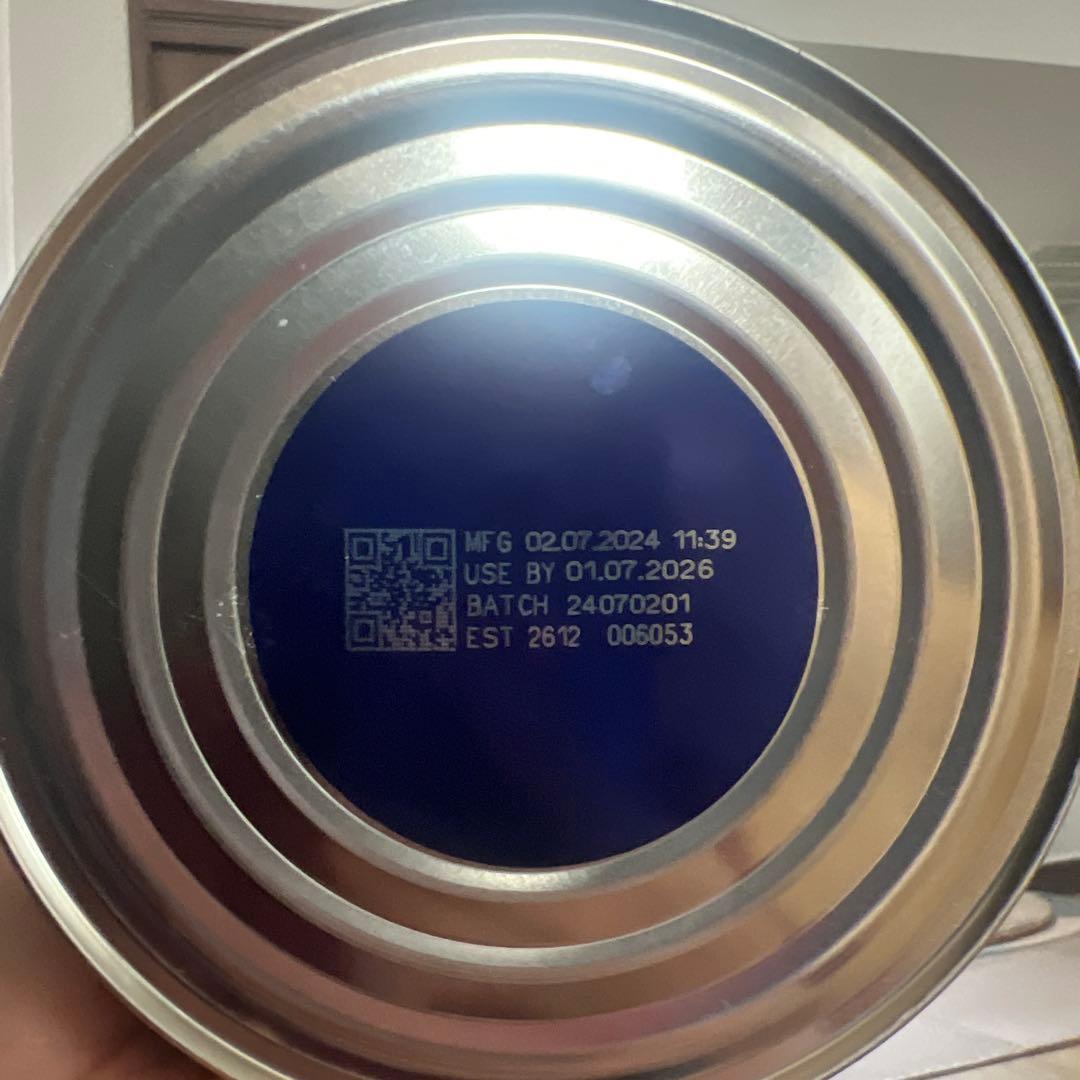 MFG 02.07.2024 11:39
USE BY 01.07.2026
BATCH 24070201
EST 2612 006053